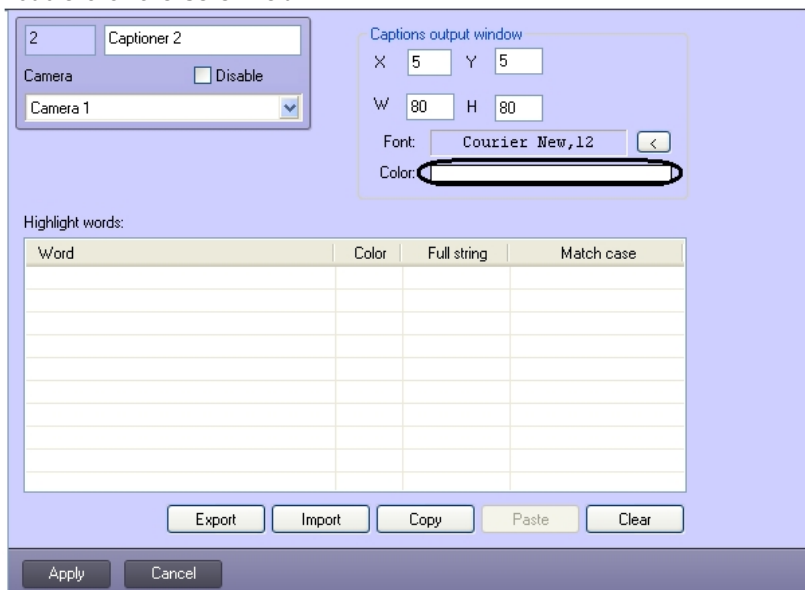 2 Captioner 2
Camera Disable
Camera 1
Captions output window
X 5 Y 5
W 80 H 80
Font: Courier New,12 <
Color:
Highlight words:
Word Color Full string Match case
Export Import Copy Paste Clear
Apply Cancel